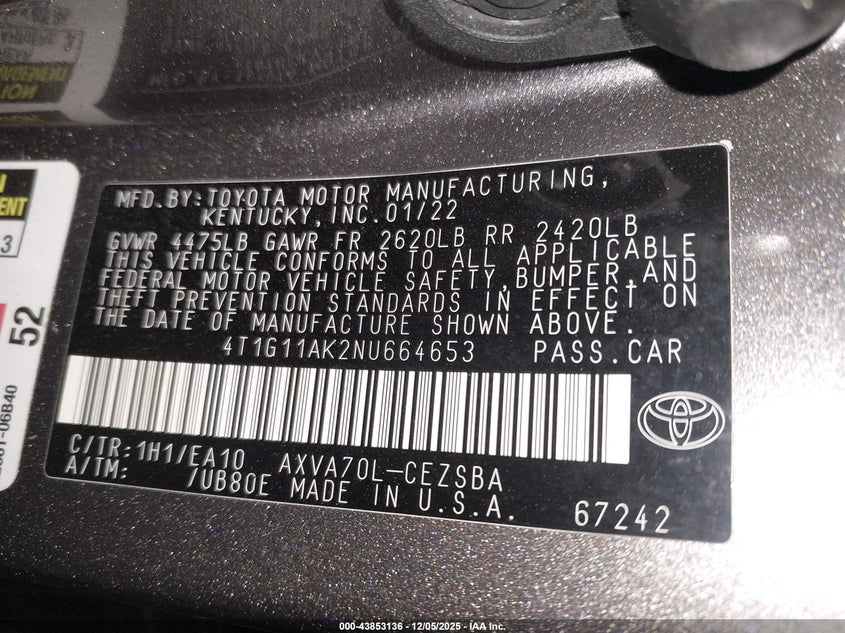 MFD. BY: TOYOTA MOTOR MANUFACTURING,
KENTUCKY, INC. 01/22
GVWR 4475LB GAWR FR 2620LB RR 2420LB
THIS VEHICLE CONFORMS TO ALL APPLICABLE
FEDERAL MOTOR VEHICLE SAFETY, BUMPER, AND
THEFT PREVENTION STANDARDS IN EFFECT ON
THE DATE OF MANUFACTURE SHOWN ABOVE.
4T1G11AK2NU664653 PASS.CAR
C/TR: 1H1/EA10 AXVA70L-CEZSBA
A/TM: /UB80E MADE IN U.S.A.
67242
3
52
-06B40
000-43853136 - 12/05/2025 - IAA Inc.